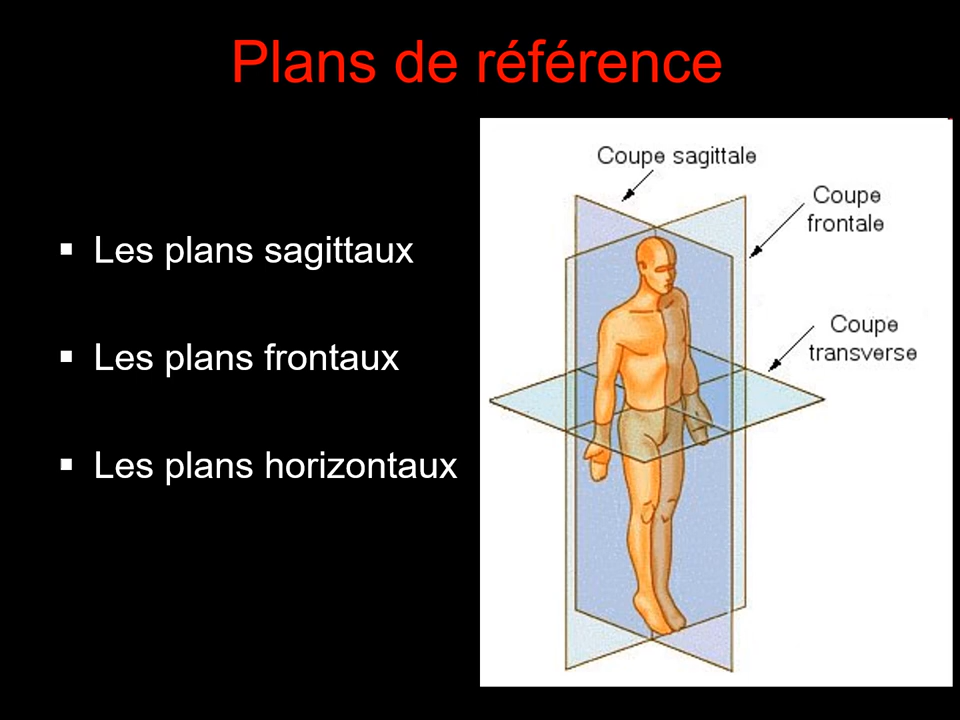 Plans de référence
Les plans sagittaux
Les plans frontaux
Les plans horizontaux
Coupe sagittale
Coupe
frontale
Coupe
transverse